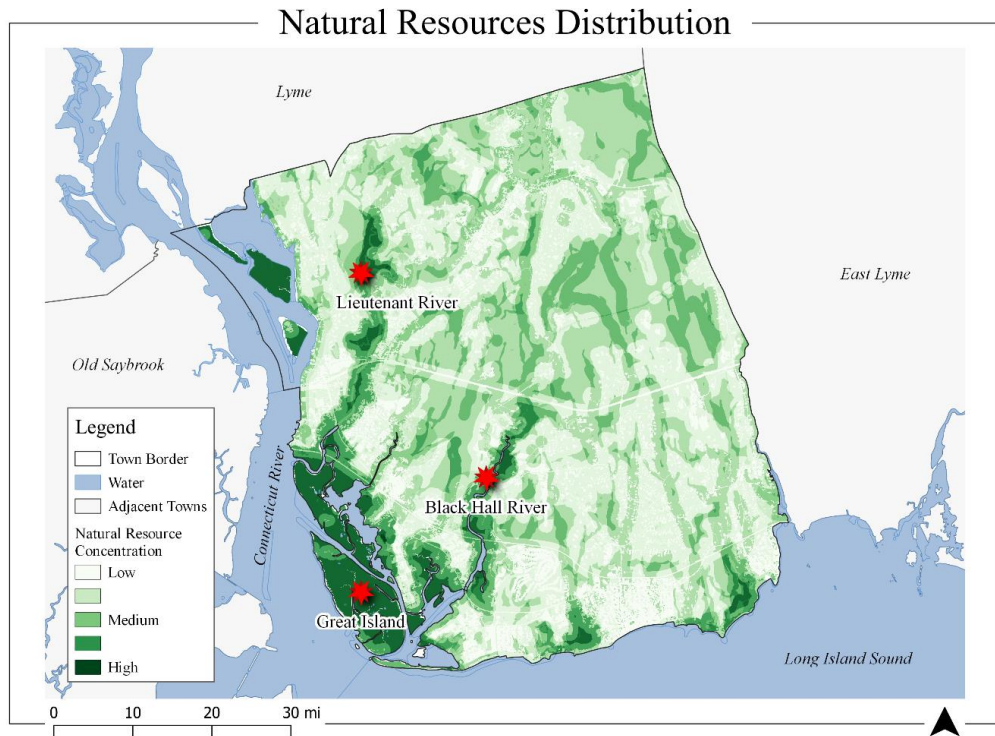 Natural Resources Distribution
Lyme
East Lyme
Lieutenant River
Old Saybrook
Legend
Town Border
Water
Adjacent Towns
Natural Resource
Concentration
Low
Medium
High
Connecticut River
Black Hall River
Great Island
Long Island Sound
0 10 20 30 mi